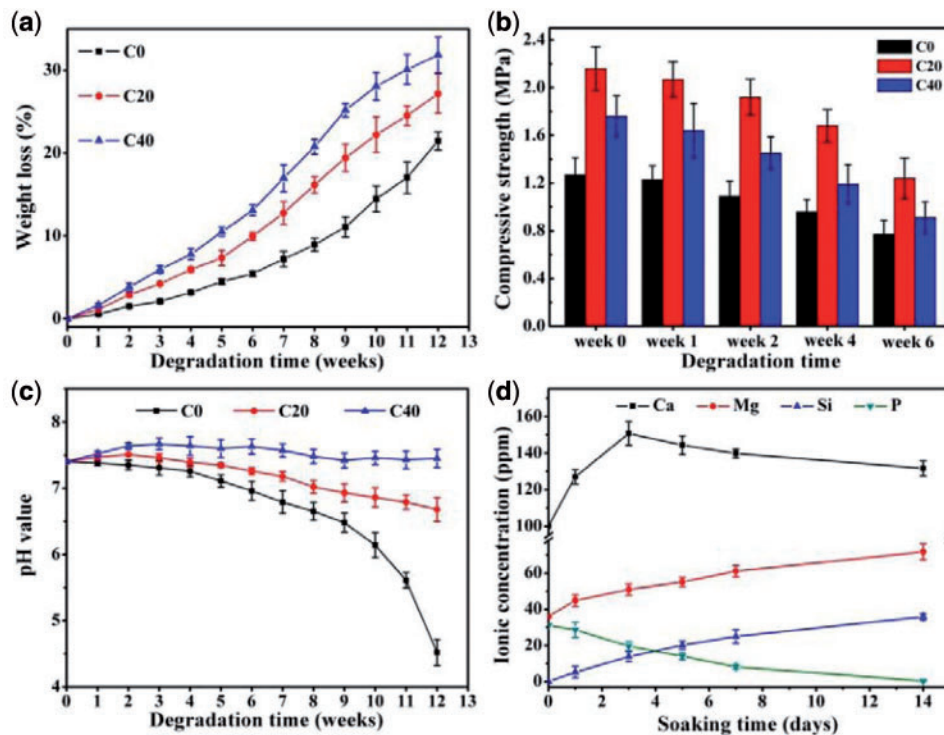 (a)
C0
C20
C40
Weight loss (%)
30
20
10
0
0 1 2 3 4 5 6 7 8 9 10 11 12
Degradation time (weeks)
(b)
C0
C20
C40
Compressive strength (MPa)
2.4
2.0
1.6
1.2
0.8
0.4
0.0
week 0 week 1 week 2 week 4 week 6
Degradation time
(c)
C0 C20 C40
pH value
8
7
6
5
4
0 1 2 3 4 5 6 7 8 9 10 11 12
Degradation time (weeks)
(d)
Ca Mg Si P
Ionic concentration (ppm)
160
140
120
100
60
40
20
0
0 2 4 6 8 10 12 14
Soaking time (days)